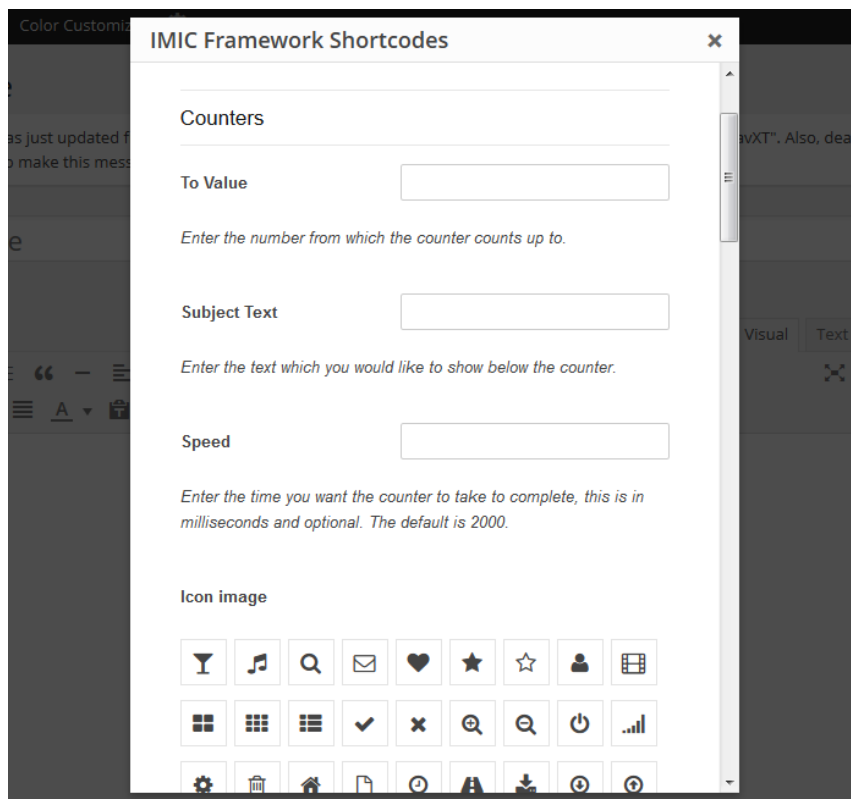 Color Customiz
IMIC Framework Shortcodes
Counters
as just updated f
avXT". Also, dea
o make this mess
To Value
e
Enter the number from which the counter counts up to.
Subject Text
Visual Text
Enter the text which you would like to show below the counter.
A
Speed
Enter the time you want the counter to take to complete, this is in
milliseconds and optional. The default is 2000.
Icon image